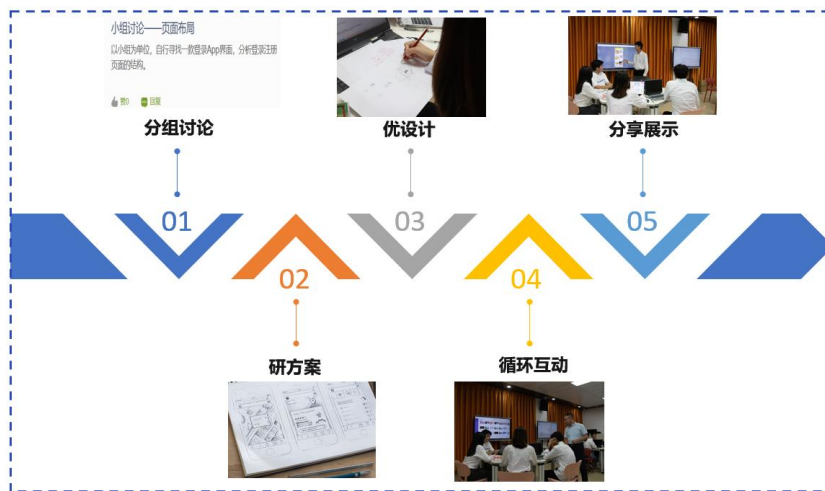 小组讨论——页面布局
以小组为单位，自行寻找一款登录App界面，分析登录注册
页面的结构。
赞0 回复
分组讨论
优设计
分享展示
01
03
05
02
04
研方案
循环互动